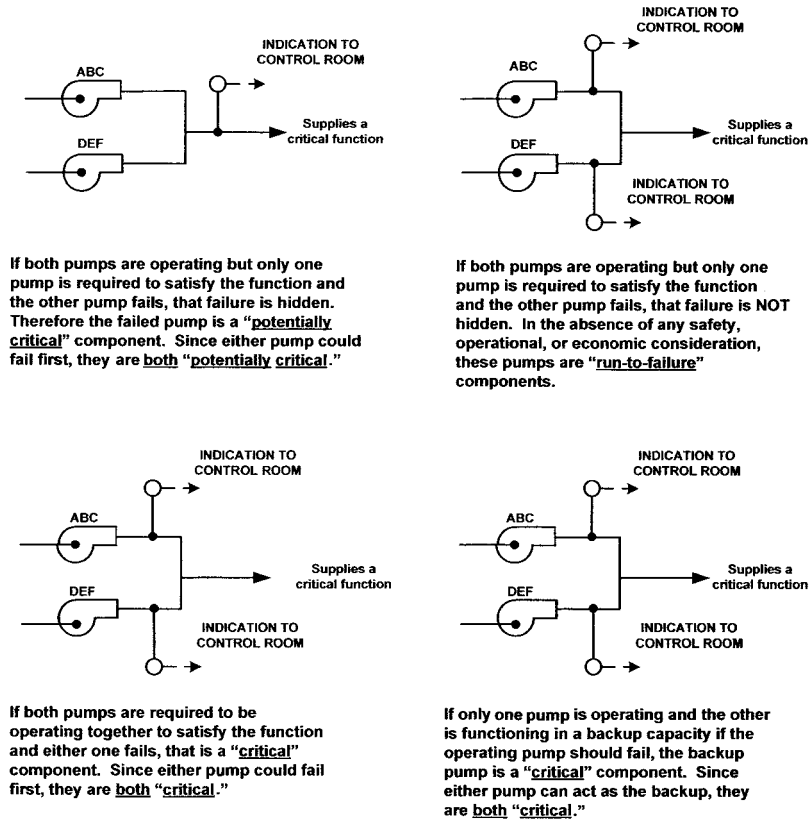 INDICATION TO
CONTROL ROOM
ABC
DEF
Supplies a
critical function
If both pumps are operating but only one
pump is required to satisfy the function and
the other pump fails, that failure is hidden.
Therefore the failed pump is a “potentially
critical” component.  Since either pump could
fail first, they are both “potentially critical.”
INDICATION TO
CONTROL ROOM
ABC
DEF
Supplies a
critical function
INDICATION TO
CONTROL ROOM
If both pumps are operating but only one
pump is required to satisfy the function
and the other pump fails, that failure is NOT
hidden.  In the absence of any safety,
operational, or economic consideration,
these pumps are “run-to-failure”
components.
INDICATION TO
CONTROL ROOM
ABC
DEF
Supplies a
critical function
INDICATION TO
CONTROL ROOM
If both pumps are required to be
operating together to satisfy the function
and either one fails, that is a “critical”
component.  Since either pump could fail
first, they are both “critical.”
INDICATION TO
CONTROL ROOM
ABC
DEF
Supplies a
critical function
INDICATION TO
CONTROL ROOM
If only one pump is operating and the other
is functioning in a backup capacity if the
operating pump should fail, the backup
pump is a “critical” component.  Since
either pump can act as the backup, they
are both “critical.”